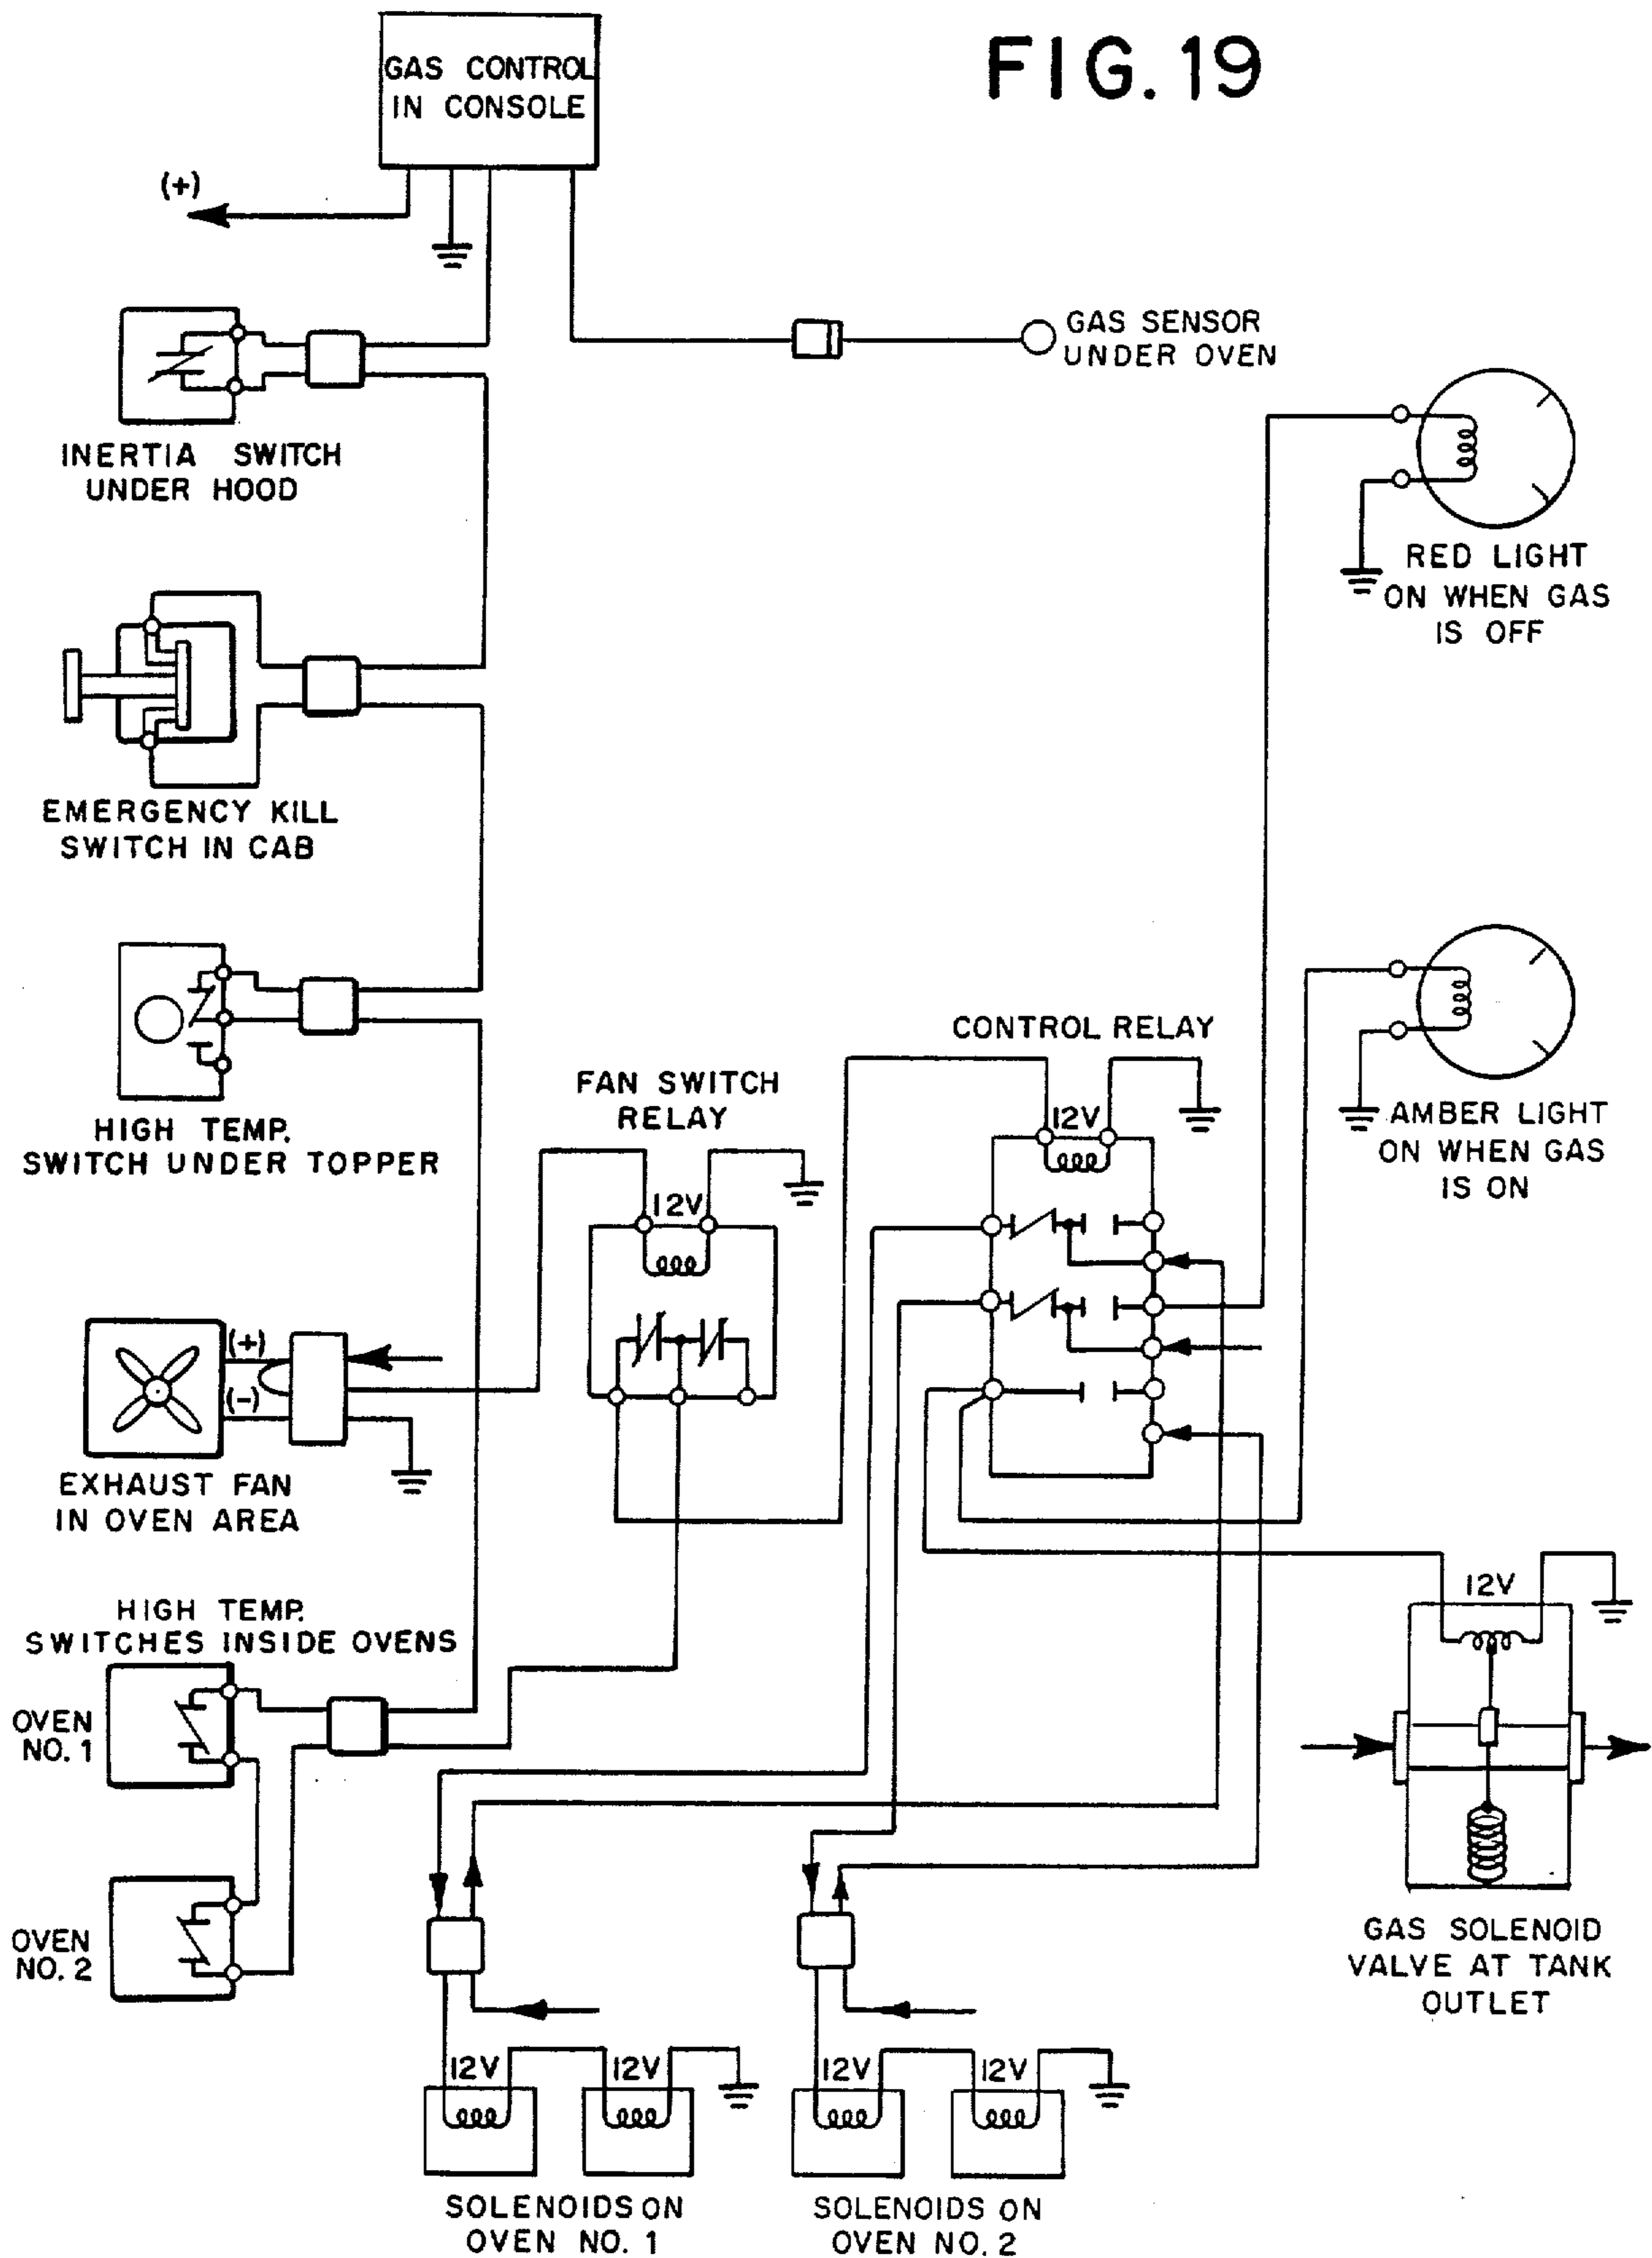 FIG. 19
GAS CONTROL
IN CONSOLE
(+)
GAS SENSOR
UNDER OVEN
INERTIA SWITCH
UNDER HOOD
RED LIGHT
ON WHEN GAS
IS OFF
EMERGENCY KILL
SWITCH IN CAB
HIGH TEMP.
SWITCH UNDER TOPPER
FAN SWITCH
RELAY
12V
CONTROL RELAY
12V
AMBER LIGHT
ON WHEN GAS
IS ON
(+)
(-)
EXHAUST FAN
IN OVEN AREA
HIGH TEMP.
SWITCHES INSIDE OVENS
OVEN
NO. 1
OVEN
NO. 2
12V
GAS SOLENOID
VALVE AT TANK
OUTLET
12V
12V
SOLENOIDS ON
OVEN NO. 1
12V
12V
SOLENOIDS ON
OVEN NO. 2